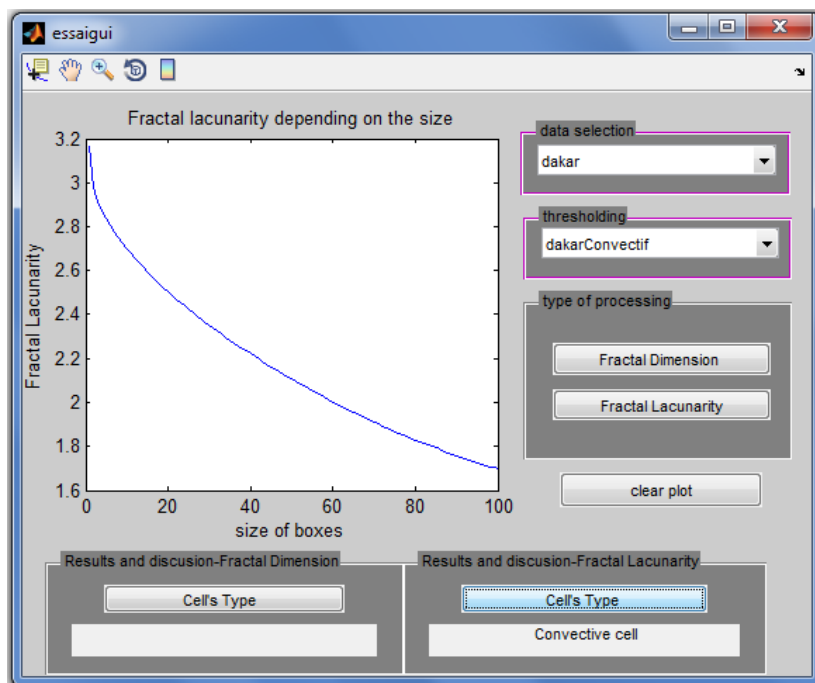 essaigui
Fractal lacunarity depending on the size
3.2
3
2.8
2.6
2.4
2.2
2
1.8
1.6
Fractal Lacunarity
0 20 40 60 80 100
size of boxes
data selection
dakar
thresholding
dakarConvectif
type of processing
Fractal Dimension
Fractal Lacunarity
clear plot
Results and discusion-Fractal Dimension
Cell's Type
Results and discusion-Fractal Lacunarity
Cell's Type
Convective cell